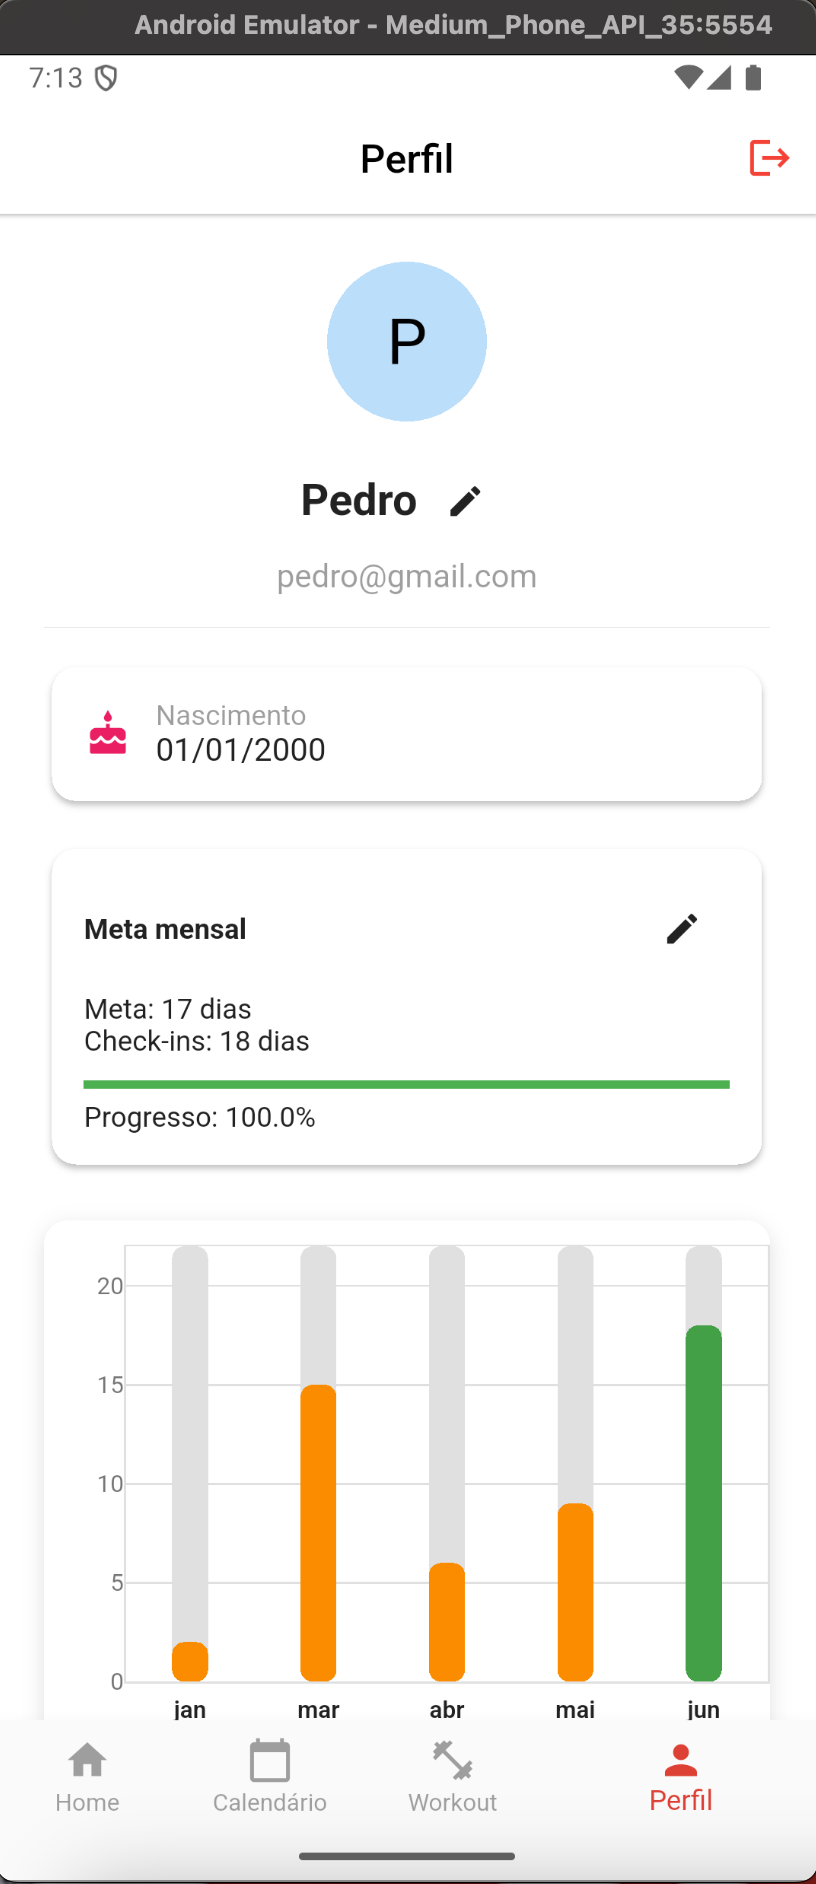 Android Emulator - Medium_Phone_API_35:5554
7:13
Perfil
P
Pedro
pedro@gmail.com
Nascimento
01/01/2000
Meta mensal
Meta: 17 dias
Check-ins: 18 dias
Progresso: 100.0%
20
15
10
5
0
jan mar abr mai jun
Home Calendário Workout Perfil